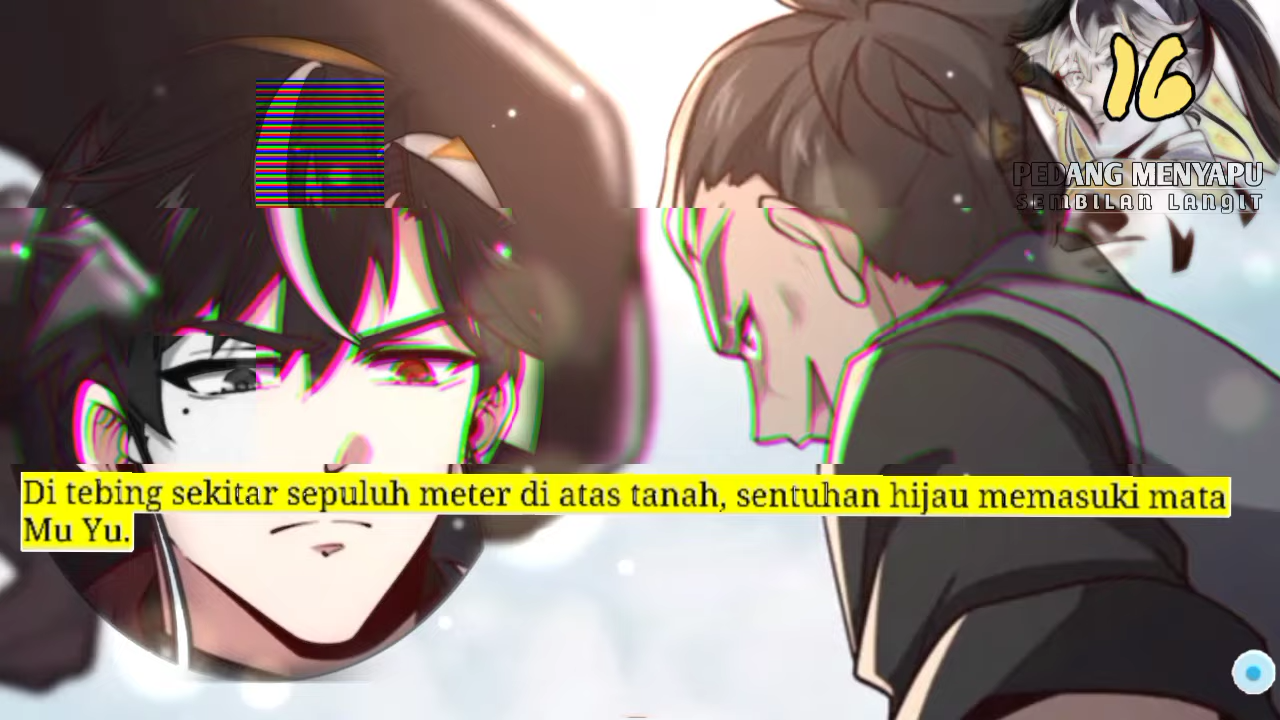 16
PEDANG MENYAPU
SEMBILAN LANGIT
Di tebing sekitar sepuluh meter di atas tanah, sentuhan hijau memasuki mata
Mu Yu.